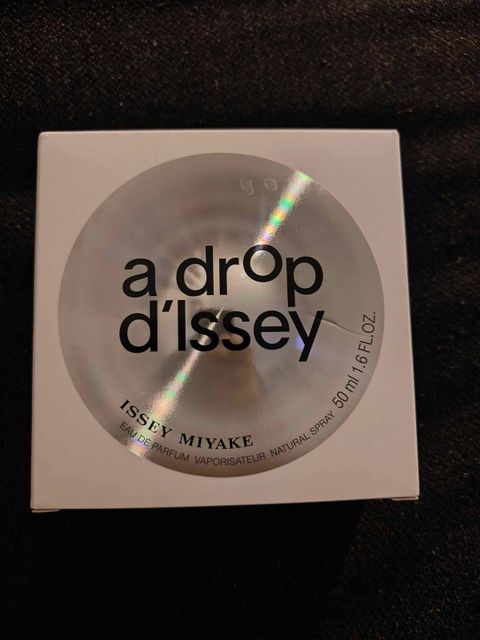 a drop
d'Issey
ISSEY MIYAKE
EAU DE PARFUM VAPORISATEUR NATURAL SPRAY 50 ml 1.6 FL.OZ.